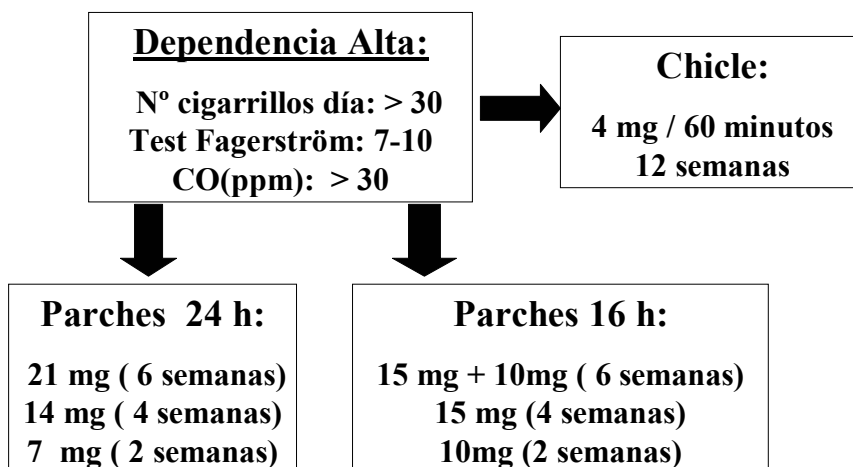 Dependencia Alta:
Nº cigarrillos día: > 30
Test Fagerström: 7-10
CO(ppm): > 30
Chicle:
4 mg / 60 minutos
12 semanas
Parches 24 h:
21 mg ( 6 semanas)
14 mg ( 4 semanas)
7 mg ( 2 semanas)
Parches 16 h:
15 mg + 10mg ( 6 semanas)
15 mg (4 semanas)
10mg (2 semanas)